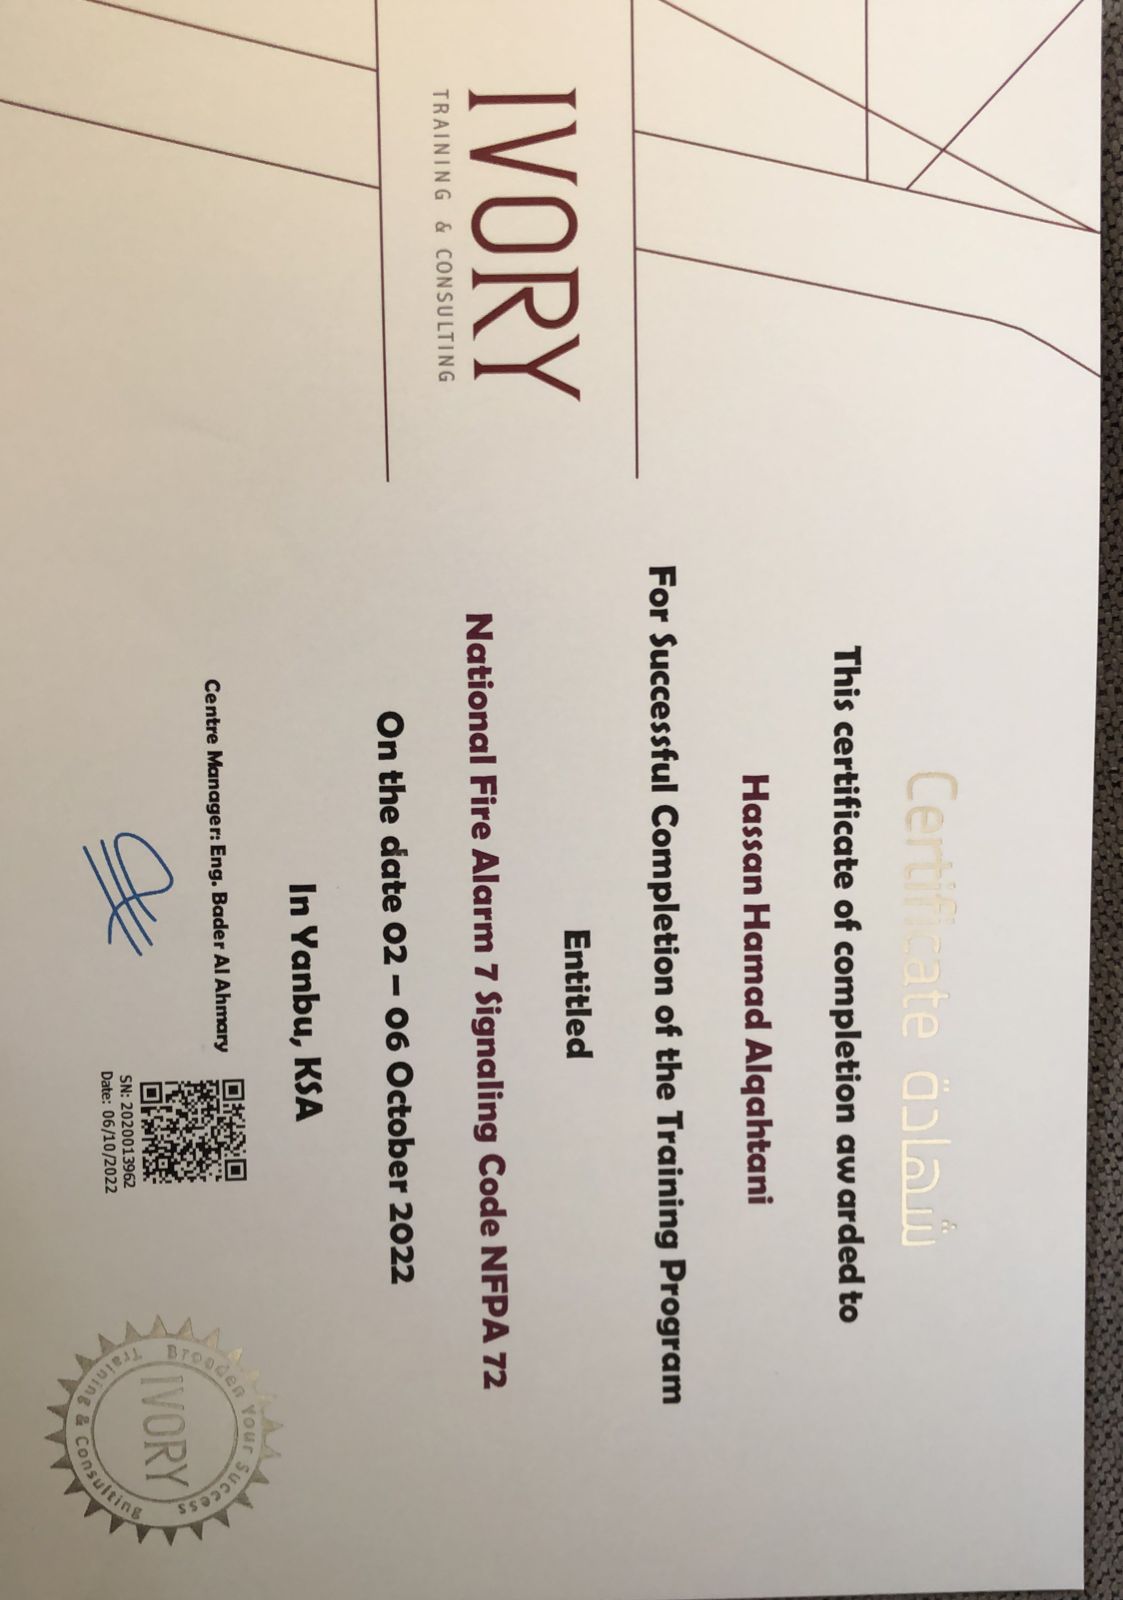 IVORY
TRAINING & CONSULTING
Certificate شهادة
This certificate of completion awarded to
Hassan Hamad Alqahtani
For Successful Completion of the Training Program
Entitled
National Fire Alarm 7 Signaling Code NFPA 72
On the date 02 – 06 October 2022
In Yanbu, KSA
Centre Manager: Eng. Bader Al Ahmary
SN: 2020013962
Date: 06/10/2022
Broaden Your Success
IVORY
Training & Consulting